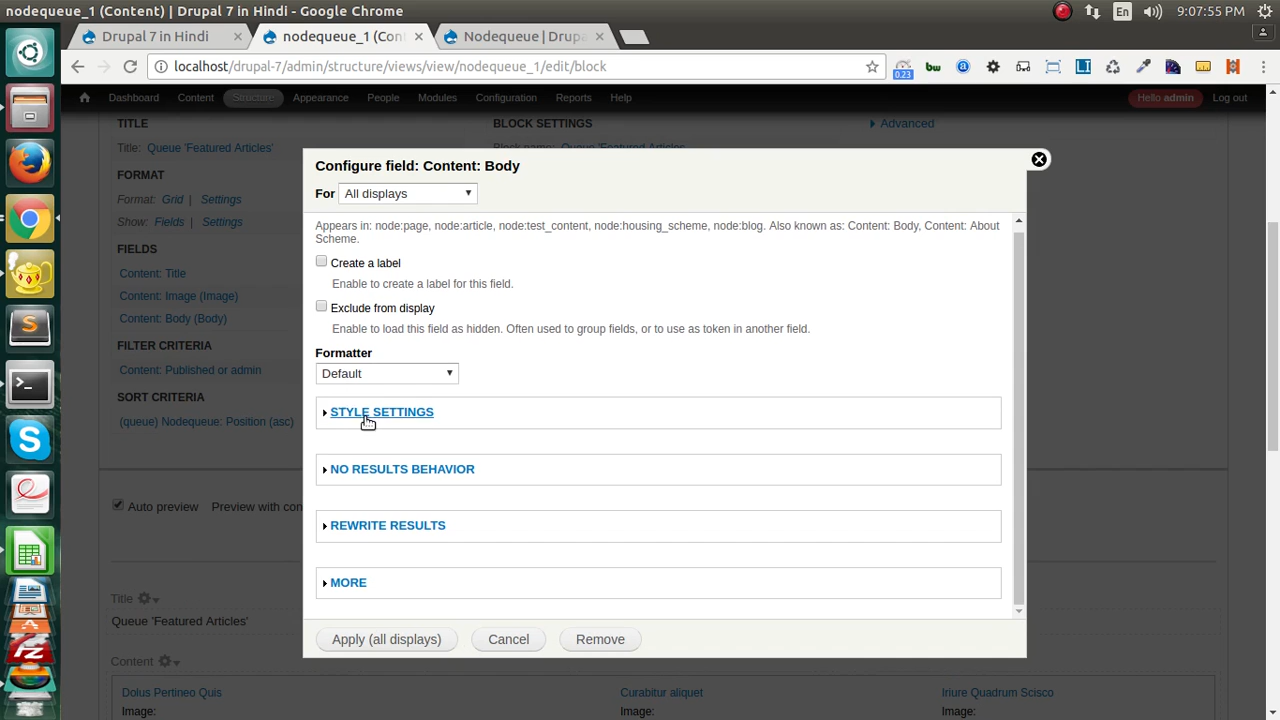 nodequeue_1 (Content) | Drupal 7 in Hindi - Google Chrome
En
9:07:55 PM
Drupal 7 in Hindi
nodequeue_1 (Con
Nodequeue | Drupa
localhost/drupal-7/admin/structure/views/view/nodequeue_1/edit/block
0.23
bw
LI
Dashboard Content Structure Appearance People Modules Configuration Reports Help
Hello admin Log out
TITLE
Title: Queue 'Featured Articles'
FORMAT
Format: Grid | Settings
Show: Fields | Settings
FIELDS
Content: Title
Content: Image (Image)
Content: Body (Body)
FILTER CRITERIA
Content: Published or admin
SORT CRITERIA
(queue) Nodequeue: Position (asc)
BLOCK SETTINGS
Block name: Queue 'Featured Articles'
Advanced
Configure field: Content: Body
For All displays
Appears in: node:page, node:article, node:test_content, node:housing_scheme, node:blog. Also known as: Content: Body, Content: About
Scheme.
Create a label
Enable to create a label for this field.
Exclude from display
Enable to load this field as hidden. Often used to group fields, or to use as token in another field.
Formatter
Default
STYLE SETTINGS
NO RESULTS BEHAVIOR
REWRITE RESULTS
MORE
Apply (all displays) Cancel Remove
Auto preview Preview with con
Title
Queue 'Featured Articles'
Content
Dolus Pertineo Quis Curabitur aliquet Iriure Quadrum Scisco
Image: Image: Image: